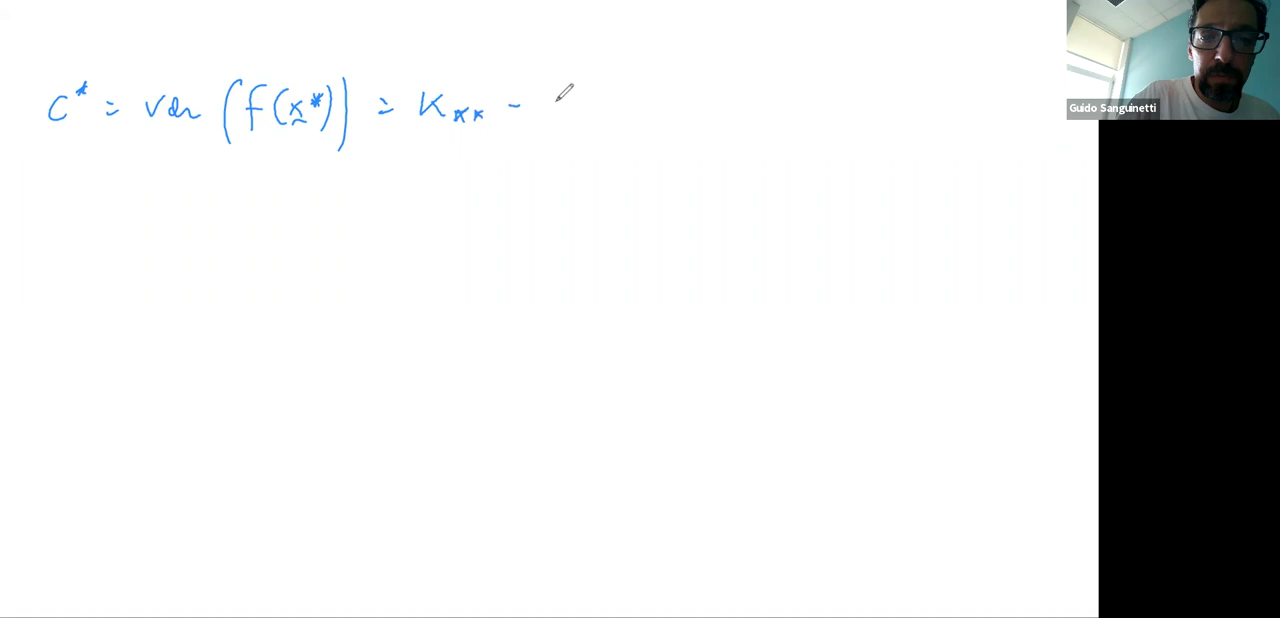 C* = var (f(x*)) = K** -
Guido Sanguinetti